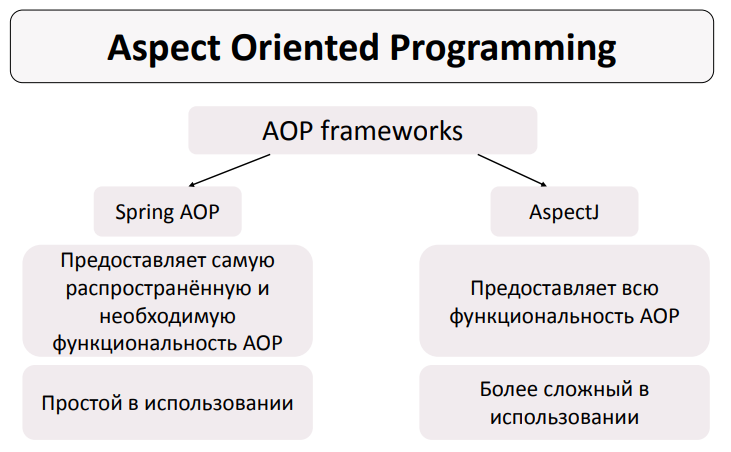 Aspect Oriented Programming
AOP frameworks
Spring AOP
AspectJ
Предоставляет самую
распространённую и
необходимую
функциональность AOP
Предоставляет всю
функциональность AOP
Простой в использовании
Более сложный в
использовании